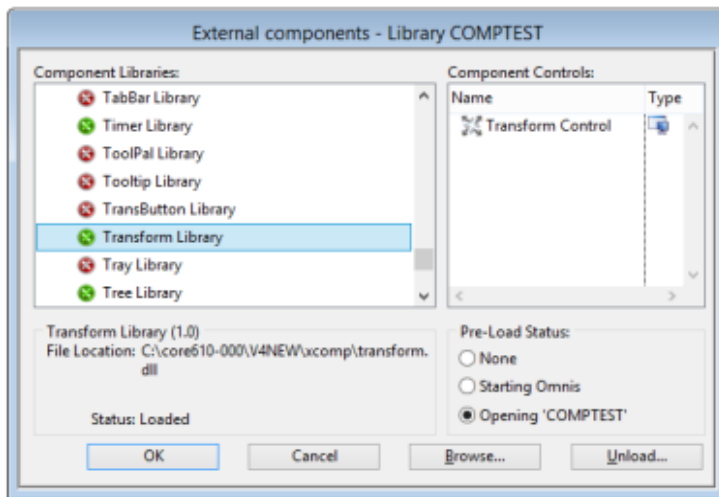 External components - Library COMPTEST
Component Libraries:
TabBar Library
Timer Library
ToolPal Library
Tooltip Library
TransButton Library
Transform Library
Tray Library
Tree Library
Component Controls:
Name Type
Transform Control
Transform Library (1.0)
File Location: C:\core610-000\V4NEW\xcomp\transform.
dll
Status: Loaded
Pre-Load Status:
None
Starting Omnis
Opening 'COMPTEST'
OK Cancel Browse... Unload...